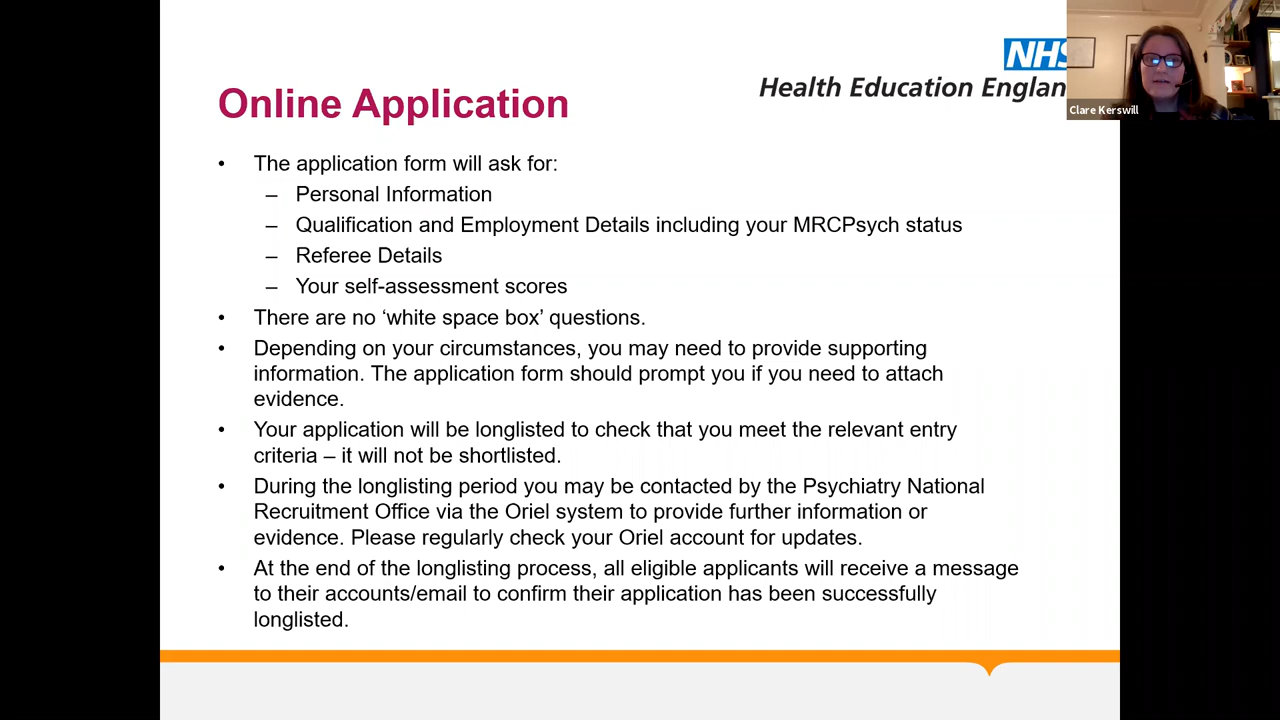 NHS
Health Education Englan
Clare Kerswill
Online Application
• The application form will ask for:
– Personal Information
– Qualification and Employment Details including your MRCPsych status
– Referee Details
– Your self-assessment scores
• There are no ‘white space box’ questions.
• Depending on your circumstances, you may need to provide supporting
information. The application form should prompt you if you need to attach
evidence.
• Your application will be longlisted to check that you meet the relevant entry
criteria – it will not be shortlisted.
• During the longlisting period you may be contacted by the Psychiatry National
Recruitment Office via the Oriel system to provide further information or
evidence. Please regularly check your Oriel account for updates.
• At the end of the longlisting process, all eligible applicants will receive a message
to their accounts/email to confirm their application has been successfully
longlisted.